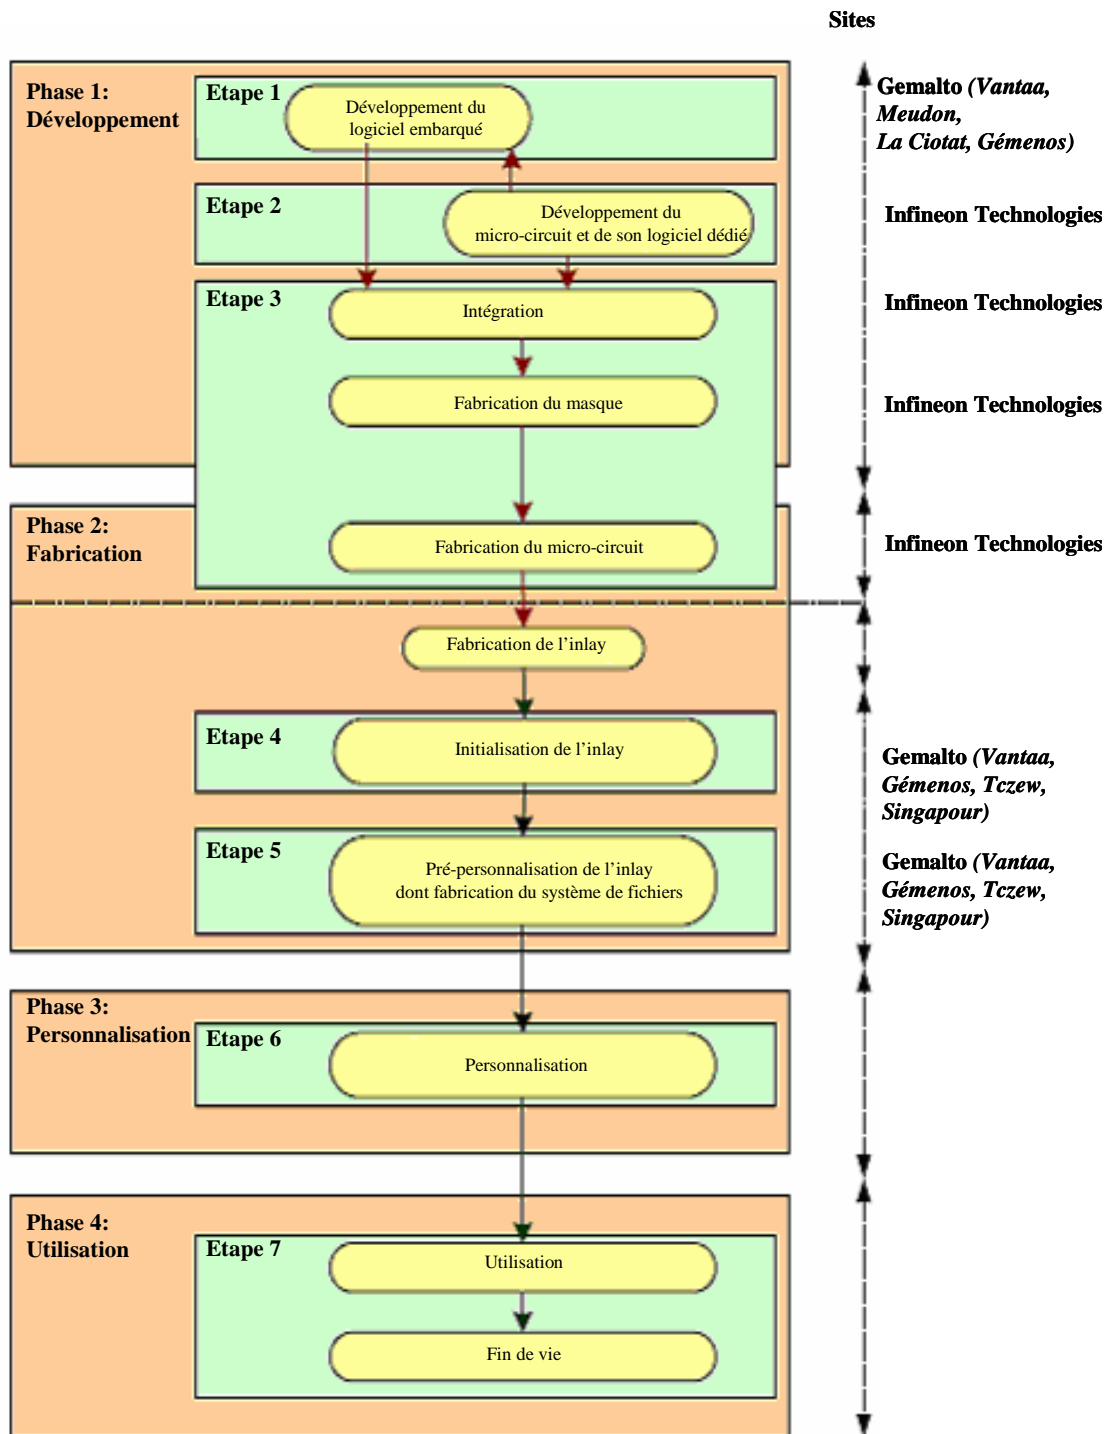 Sites
Phase 1:
Développement
Etape 1
Développement du
logiciel embarqué
Gemalto (Vantaa,
Meudon,
La Ciotat, Gémenos)
Etape 2
Développement du
micro-circuit et de son logiciel dédié
Infineon Technologies
Etape 3
Intégration
Infineon Technologies
Fabrication du masque
Infineon Technologies
Phase 2:
Fabrication
Fabrication du micro-circuit
Infineon Technologies
Fabrication de l’inlay
Etape 4
Initialisation de l’inlay
Gemalto (Vantaa,
Gémenos, Tczew,
Singapour)
Etape 5
Pré-personnalisation de l’inlay
dont fabrication du système de fichiers
Gemalto (Vantaa,
Gémenos, Tczew,
Singapour)
Phase 3:
Personnalisation
Etape 6
Personnalisation
Phase 4:
Utilisation
Etape 7
Utilisation
Fin de vie